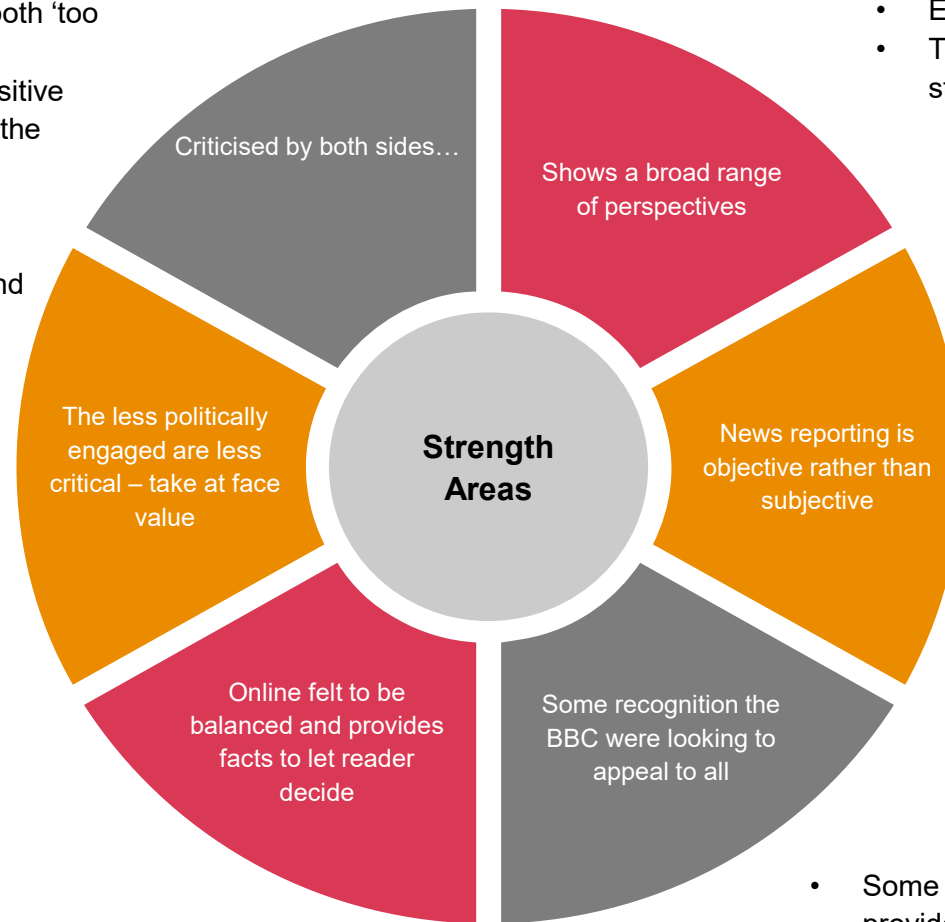 both ‘too
sitive
the
nd
• E
• T
st
Criticised by both sides…
Shows a broad range
of perspectives
The less politically
engaged are less
critical – take at face
value
Strength
Areas
News reporting is
objective rather than
subjective
Online felt to be
balanced and provides
facts to let reader
decide
Some recognition the
BBC were looking to
appeal to all
• Some
provide